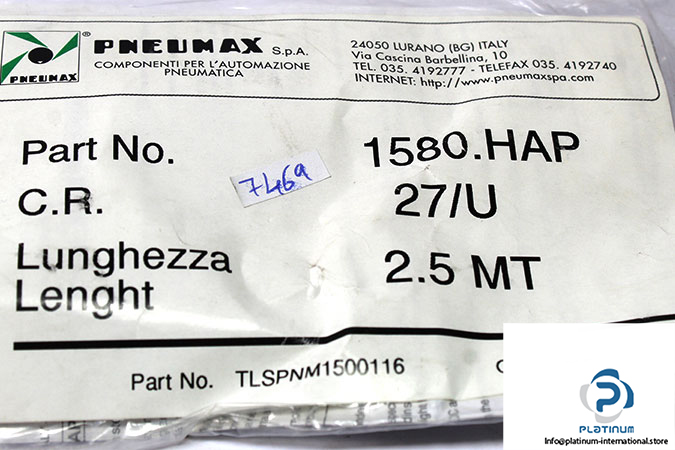 PNEUMAX
PNEUMAX S.p.A.
COMPONENTI PER L'AUTOMAZIONE
PNEUMATICA
24050 LURANO (BG) ITALY
Via Cascina Barbellina, 10
TEL. 035. 4192777 - TELEFAX 035. 4192740
INTERNET: http://www.pneumaxspa.com
Part No. 1580.HAP
7469
C.R. 27/U
Lunghezza
Lenght 2.5 MT
Part No. TLSPNM1500116
PLATINUM
Info@platinum-international.store